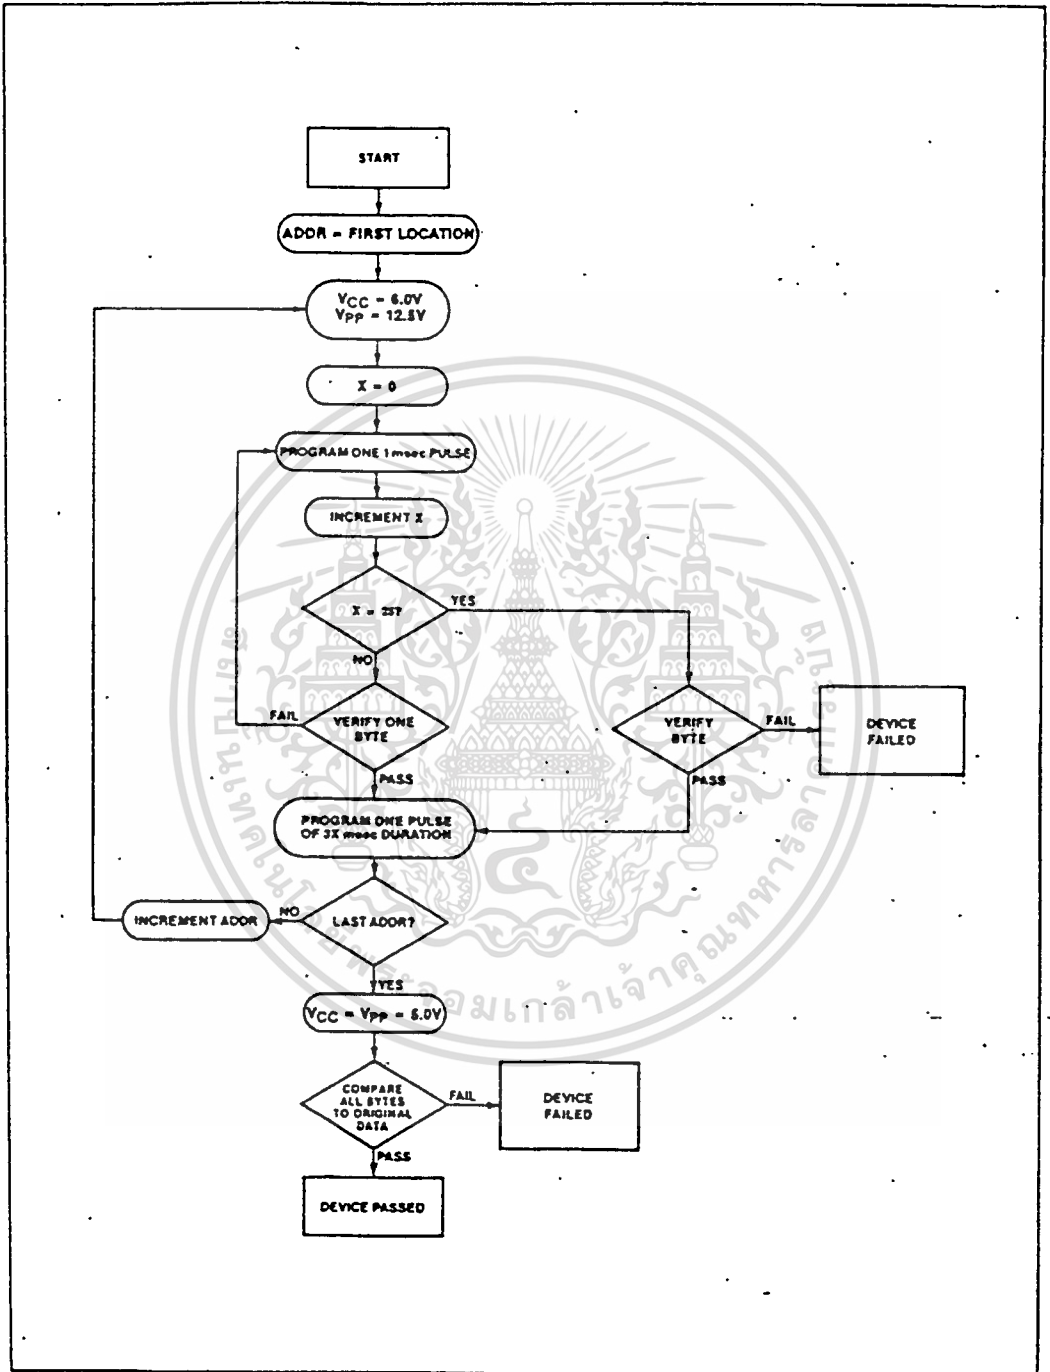 START
ADDR = FIRST LOCATION
VCC = 6.0V
VPP = 12.5V
X = 0
PROGRAM ONE 1 msec PULSE
INCREMENT X
X = 25?
YES
NO
FAIL
VERIFY ONE
BYTE
VERIFY
BYTE
FAIL
DEVICE
FAILED
PASS
PASS
PROGRAM ONE PULSE
OF 3X msec DURATION
INCREMENT ADDR
NO
LAST ADDR?
YES
VCC = VPP = 5.0V
COMPARE
ALL BYTES
TO ORIGINAL
DATA
FAIL
DEVICE
FAILED
PASS
DEVICE PASSED